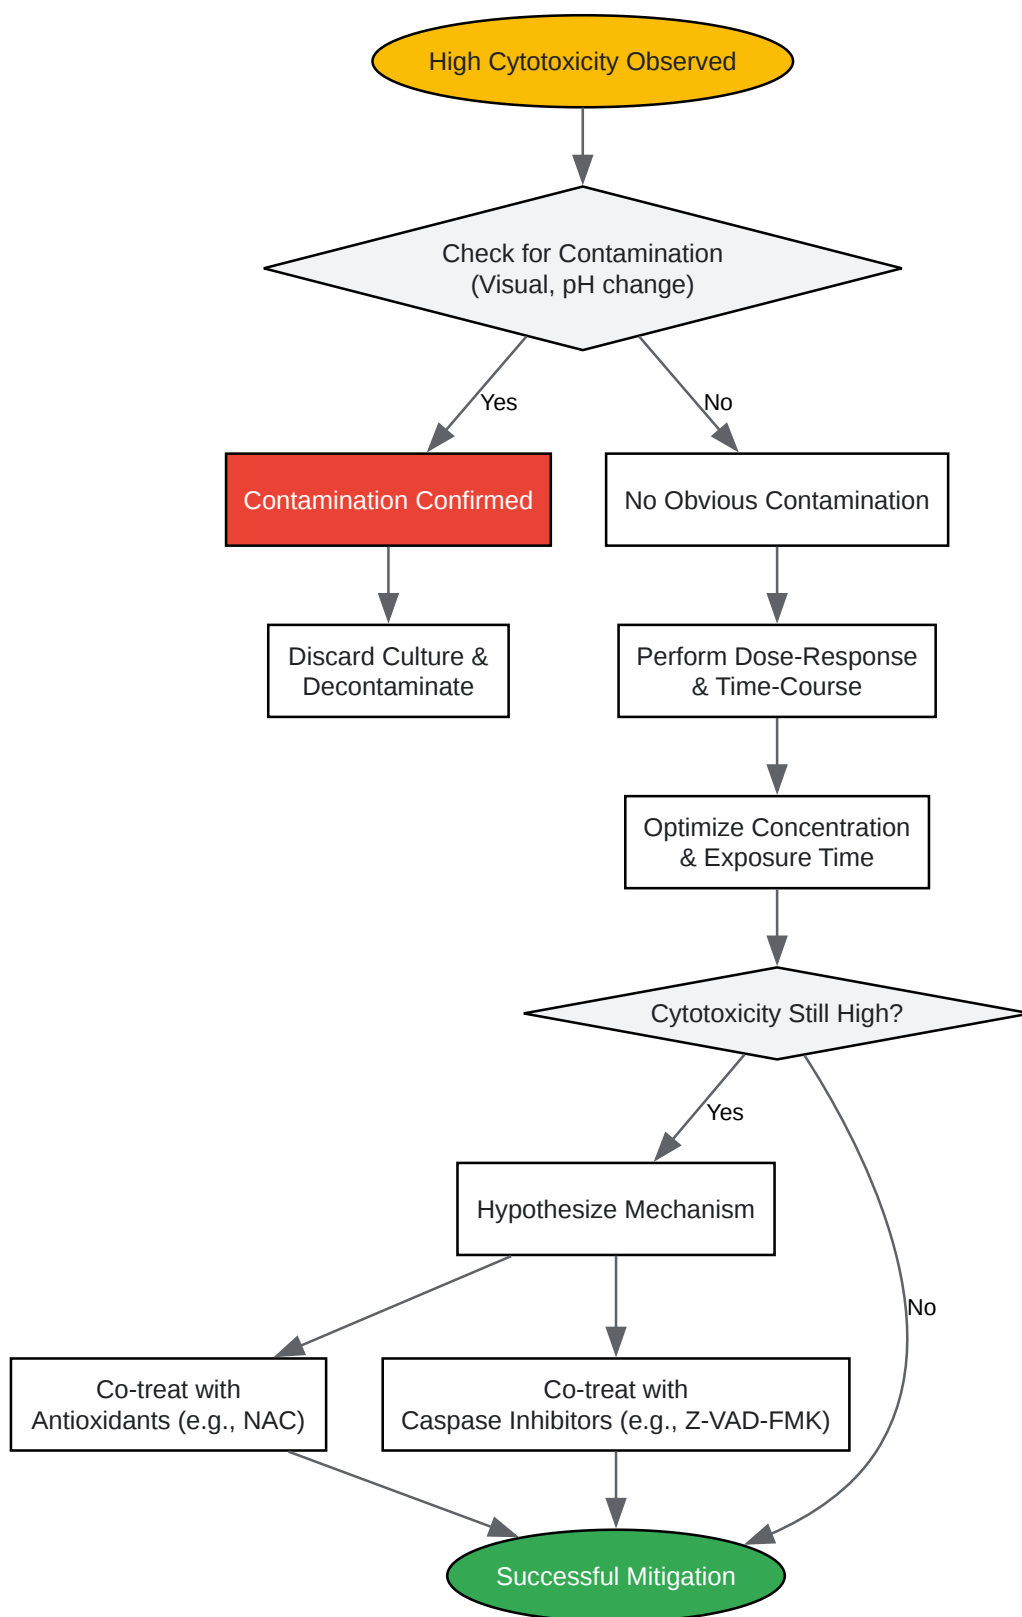 High Cytotoxicity Observed
Check for Contamination
(Visual, pH change)
Yes
No
Contamination Confirmed
No Obvious Contamination
Discard Culture &
Decontaminate
Perform Dose-Response
& Time-Course
Optimize Concentration
& Exposure Time
Cytotoxicity Still High?
Yes
Hypothesize Mechanism
No
Co-treat with
Antioxidants (e.g., NAC)
Co-treat with
Caspase Inhibitors (e.g., Z-VAD-FMK)
Successful Mitigation